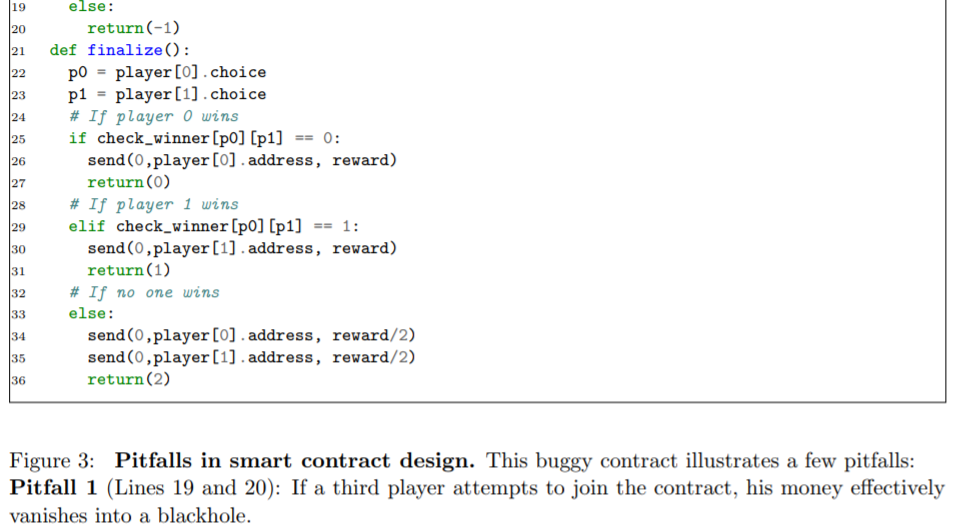 19 else:
20 return(-1)
21 def finalize():
22 p0 = player[0].choice
23 p1 = player[1].choice
24 # If player 0 wins
25 if check_winner[p0][p1] == 0:
26 send(0,player[0].address, reward)
27 return(0)
28 # If player 1 wins
29 elif check_winner[p0][p1] == 1:
30 send(0,player[1].address, reward)
31 return(1)
32 # If no one wins
33 else:
34 send(0,player[0].address, reward/2)
35 send(0,player[1].address, reward/2)
36 return(2)
Figure 3: Pitfalls in smart contract design. This buggy contract illustrates a few pitfalls:
Pitfall 1 (Lines 19 and 20): If a third player attempts to join the contract, his money effectively
vanishes into a blackhole.